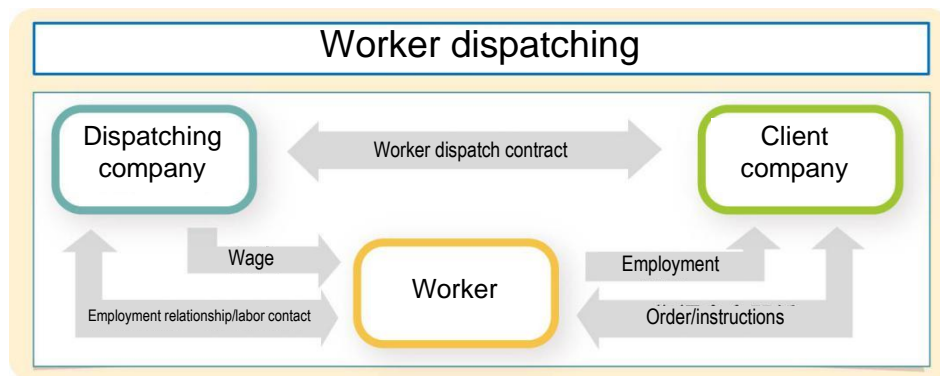 Worker dispatching
Dispatching
company
Worker dispatch contract
Client
company
Wage
Employment
Worker
Employment relationship/labor contact
Order/instructions